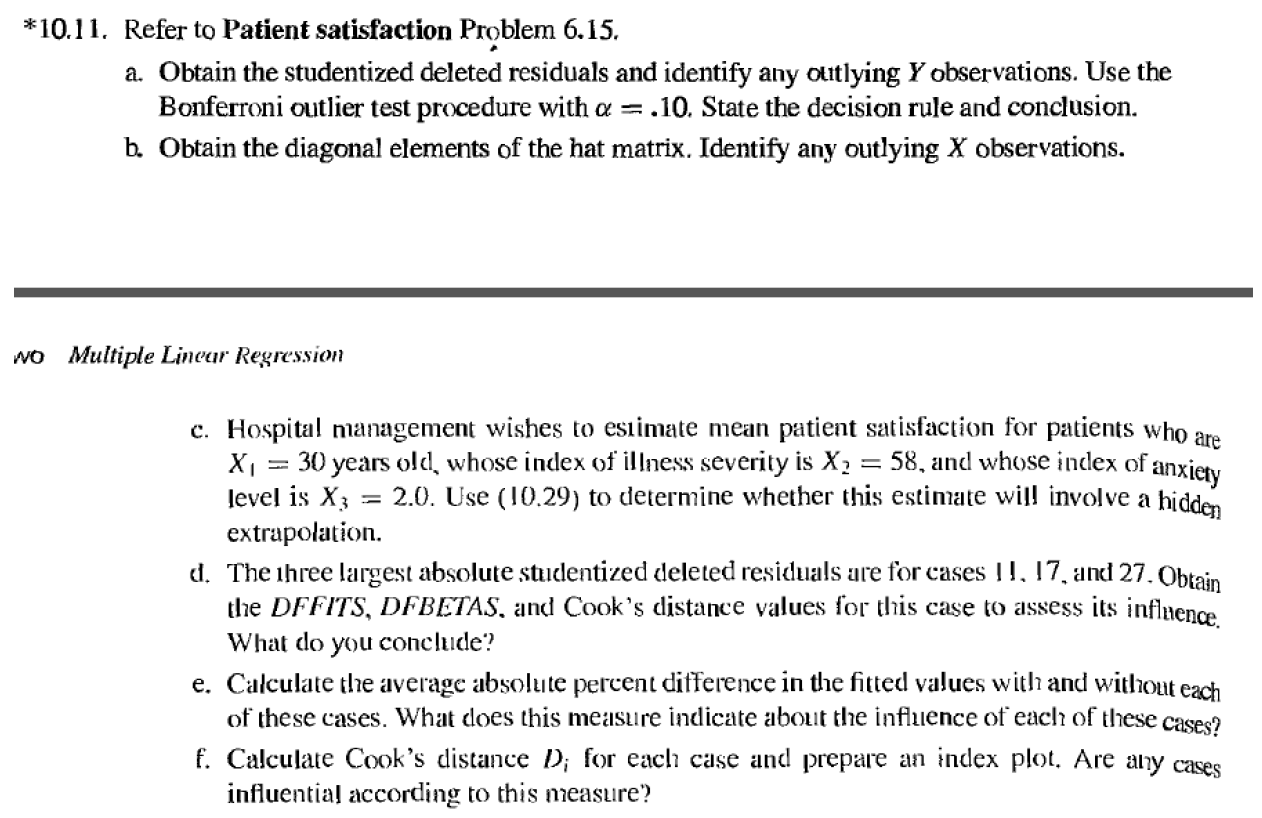 *10.11. Refer to Patient satisfaction Problem 6.15.
a. Obtain the studentized deleted residuals and identify any outlying Y observations. Use the
Bonferroni outlier test procedure with α = .10. State the decision rule and conclusion.
b. Obtain the diagonal elements of the hat matrix. Identify any outlying X observations.
wo Multiple Linear Regression
c. Hospital management wishes to estimate mean patient satisfaction for patients who are
X₁ = 30 years old, whose index of illness severity is X₂ = 58, and whose index of anxiety
level is X₃ = 2.0. Use (10.29) to determine whether this estimate will involve a hidden
extrapolation.
d. The three largest absolute studentized deleted residuals are for cases 11, 17, and 27. Obtain
the DFFITS, DFBETAS, and Cook's distance values for this case to assess its influence.
What do you conclude?
e. Calculate the average absolute percent difference in the fitted values with and without each
of these cases. What does this measure indicate about the influence of each of these cases?
f. Calculate Cook's distance Dᵢ for each case and prepare an index plot. Are any cases
influential according to this measure?